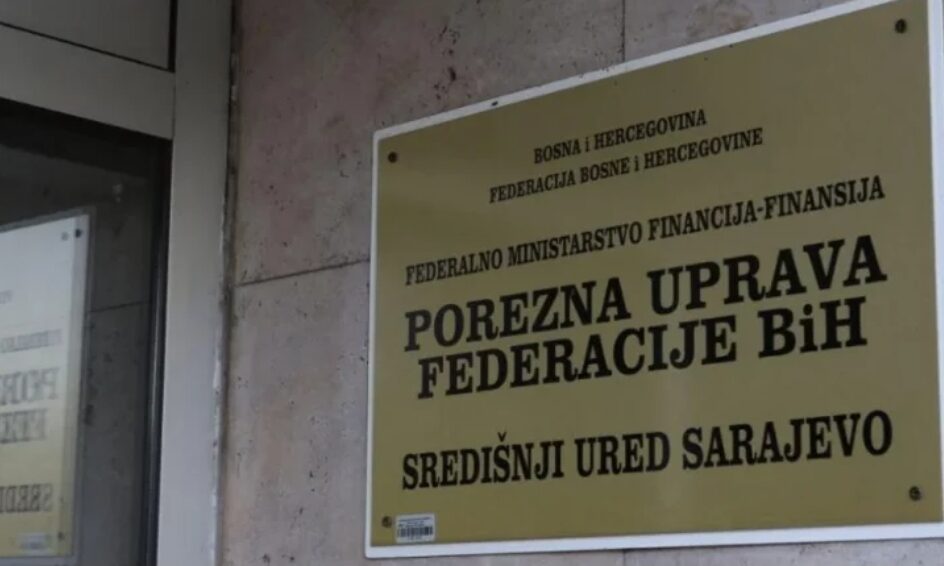 BOSNA i HERCEGOVINA
FEDERACIJA BOSNE i HERCEGOVINE
FEDERALNO MINISTARSTVO FINANCIJA-FINANSIJA
POREZNA UPRAVA
FEDERACIJE BiH
SREDIŠNJI URED SARAJEVO